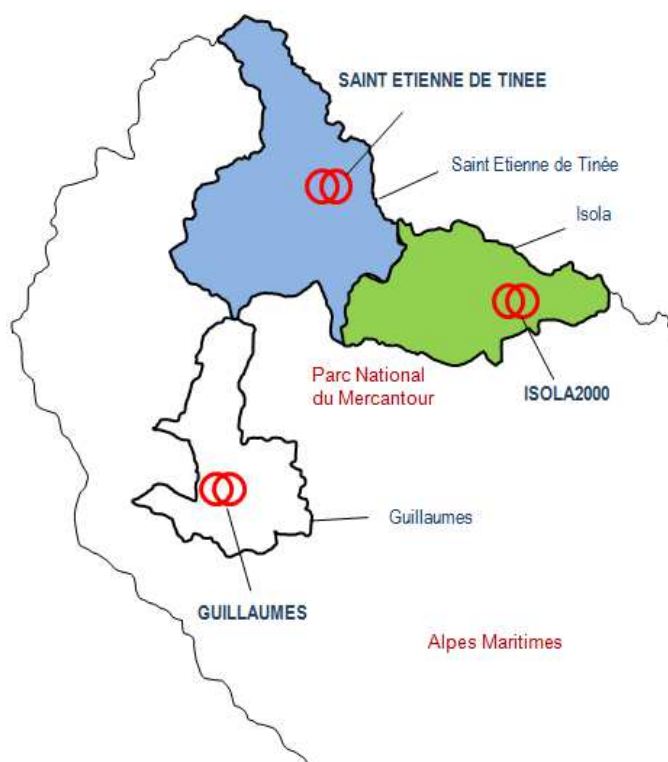 SAINT ETIENNE DE TINEE
Saint Etienne de Tinée
Isola
Parc National
du Mercantour
ISOLA2000
Guillaumes
GUILLAUMES
Alpes Maritimes